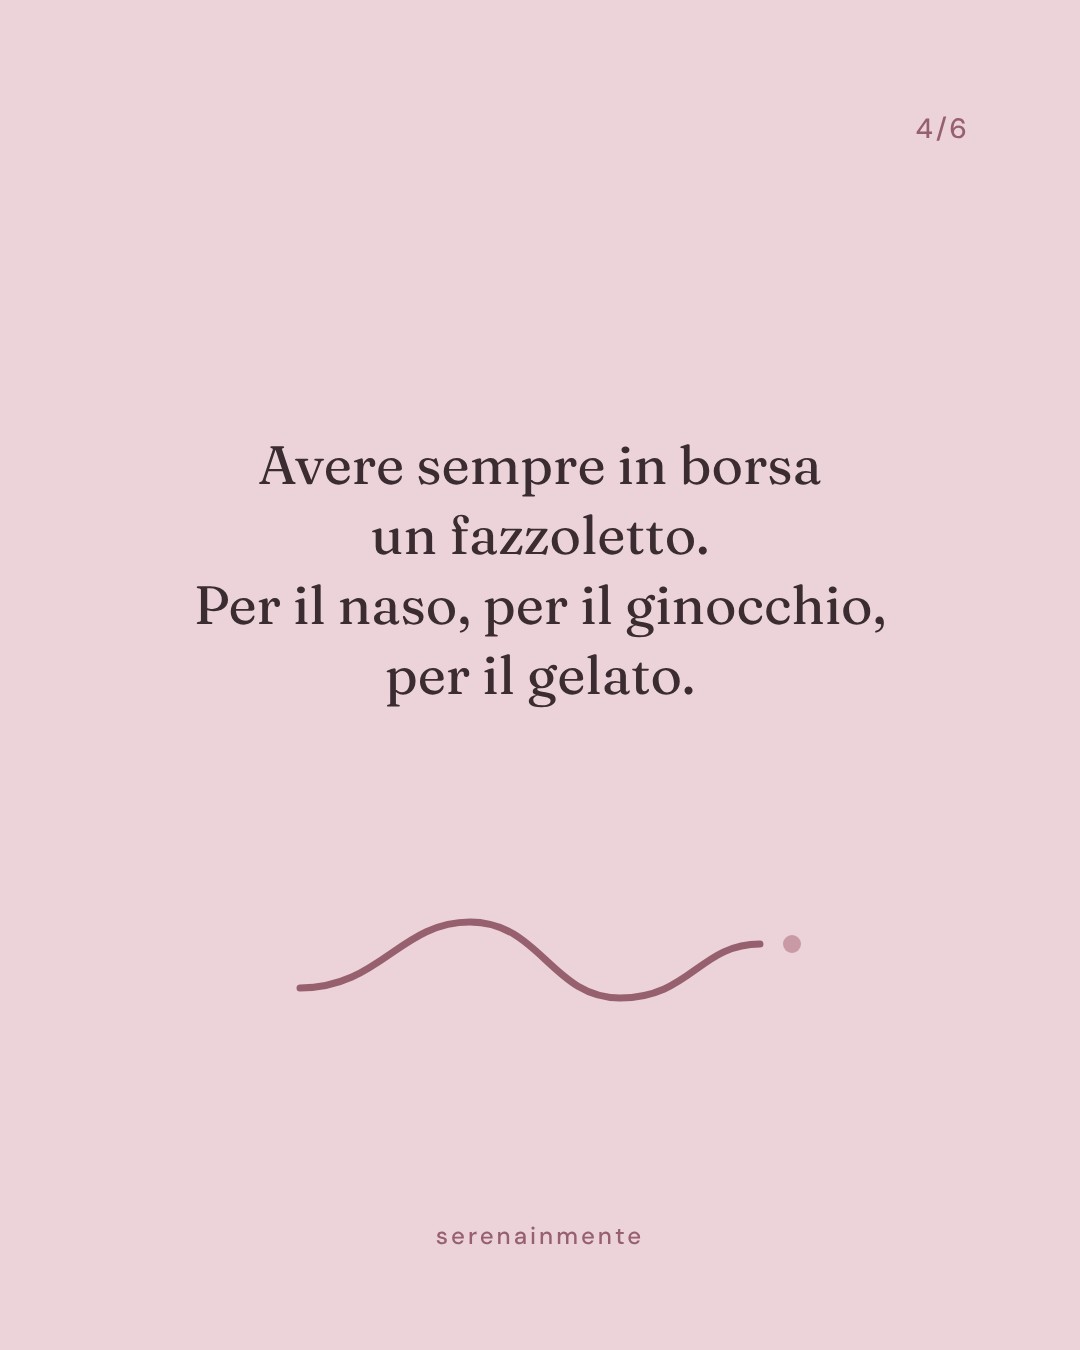 4/6
Avere sempre in borsa
un fazzoletto.
Per il naso, per il ginocchio,
per il gelato.
serenainmente